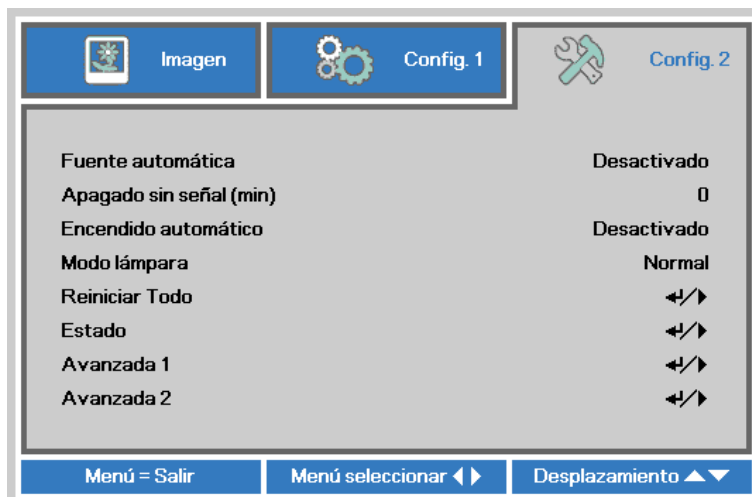 Imagen Config. 1 Config. 2
Fuente automática Desactivado
Apagado sin señal (min) 0
Encendido automático Desactivado
Modo lámpara Normal
Reiniciar Todo ↵/▶
Estado ↵/▶
Avanzada 1 ↵/▶
Avanzada 2 ↵/▶
Menú = Salir Menú seleccionar ◀▶ Desplazamiento ▲▼